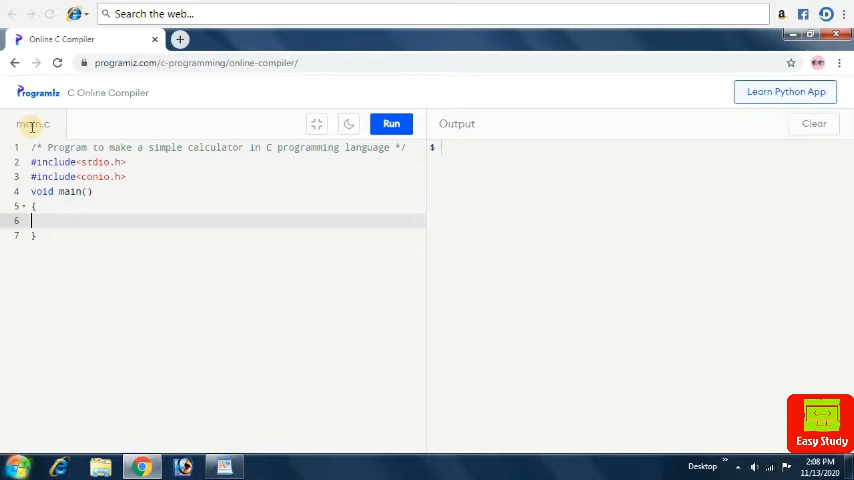 Search the web...
Online C Compiler
programiz.com/c-programming/online-compiler/
Programiz C Online Compiler
Learn Python App
main.c
Run
Output
Clear
1 /* Program to make a simple calculator in C programming language */
2 #include<stdio.h>
3 #include<conio.h>
4 void main()
5 {
6
7 }
$
Easy Study
Desktop
2:08 PM
11/13/2020